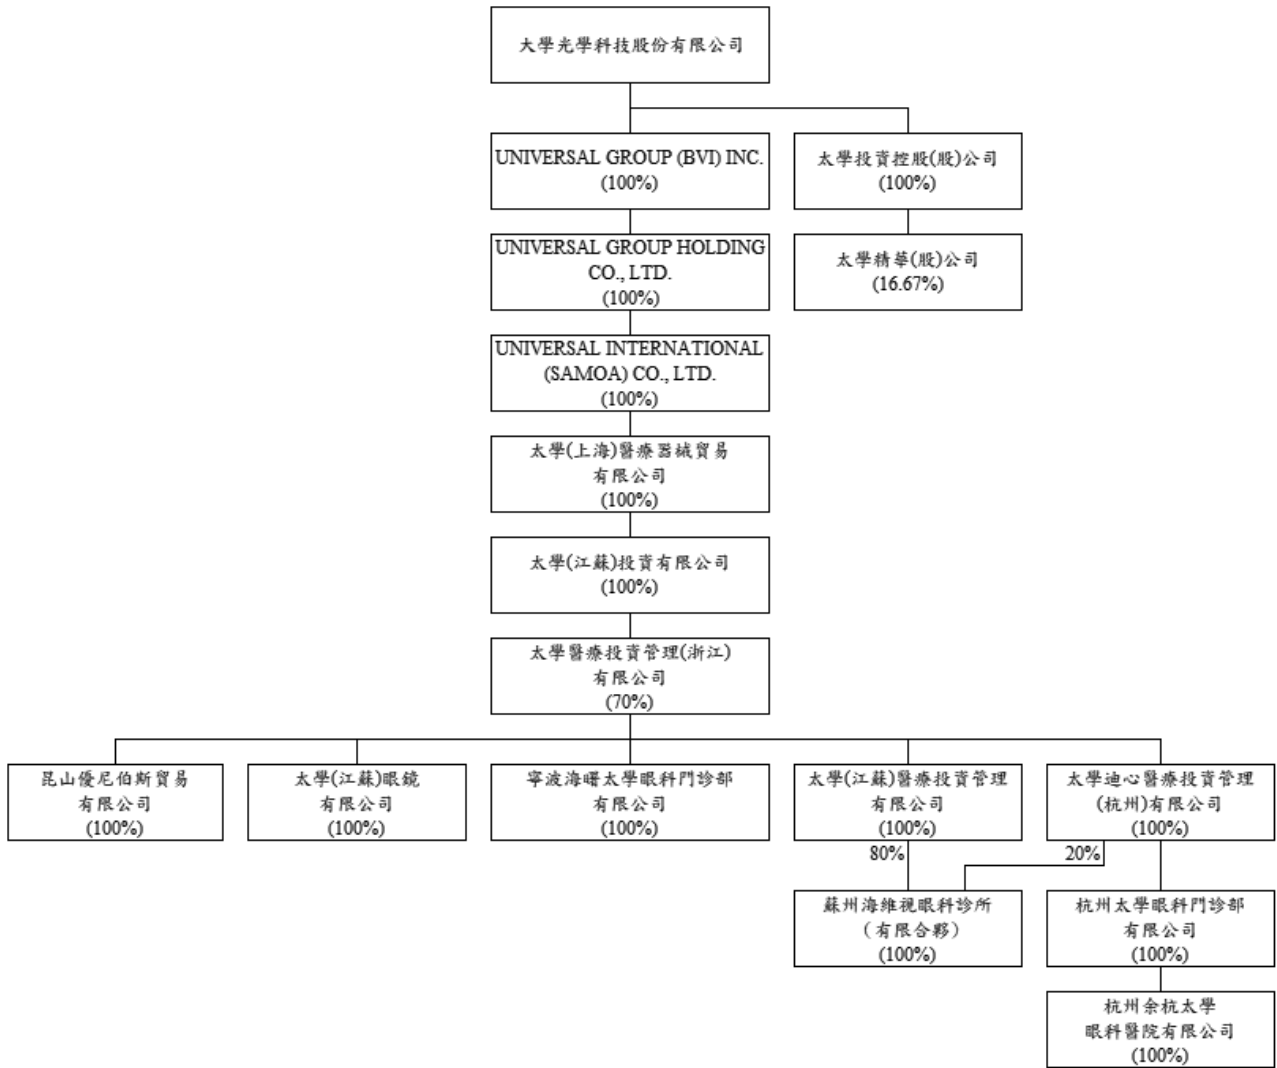 大學光學科技股份有限公司
UNIVERSAL GROUP (BVI) INC.
(100%)
太學投資控股(股)公司
(100%)
UNIVERSAL GROUP HOLDING
CO., LTD.
(100%)
太學精華(股)公司
(16.67%)
UNIVERSAL INTERNATIONAL
(SAMOA) CO., LTD.
(100%)
太學(上海)醫療器械貿易
有限公司
(100%)
太學(江蘇)投資有限公司
(100%)
太學醫療投資管理(浙江)
有限公司
(70%)
昆山優尼伯斯貿易
有限公司
(100%)
太學(江蘇)眼鏡
有限公司
(100%)
寧波海曙太學眼科門診部
有限公司
(100%)
太學(江蘇)醫療投資管理
有限公司
(100%)
太學迪心醫療投資管理
(杭州)有限公司
(100%)
80%
20%
蘇州海維視眼科診所
（有限合夥）
(100%)
杭州太學眼科門診部
有限公司
(100%)
杭州余杭太學
眼科醫院有限公司
(100%)